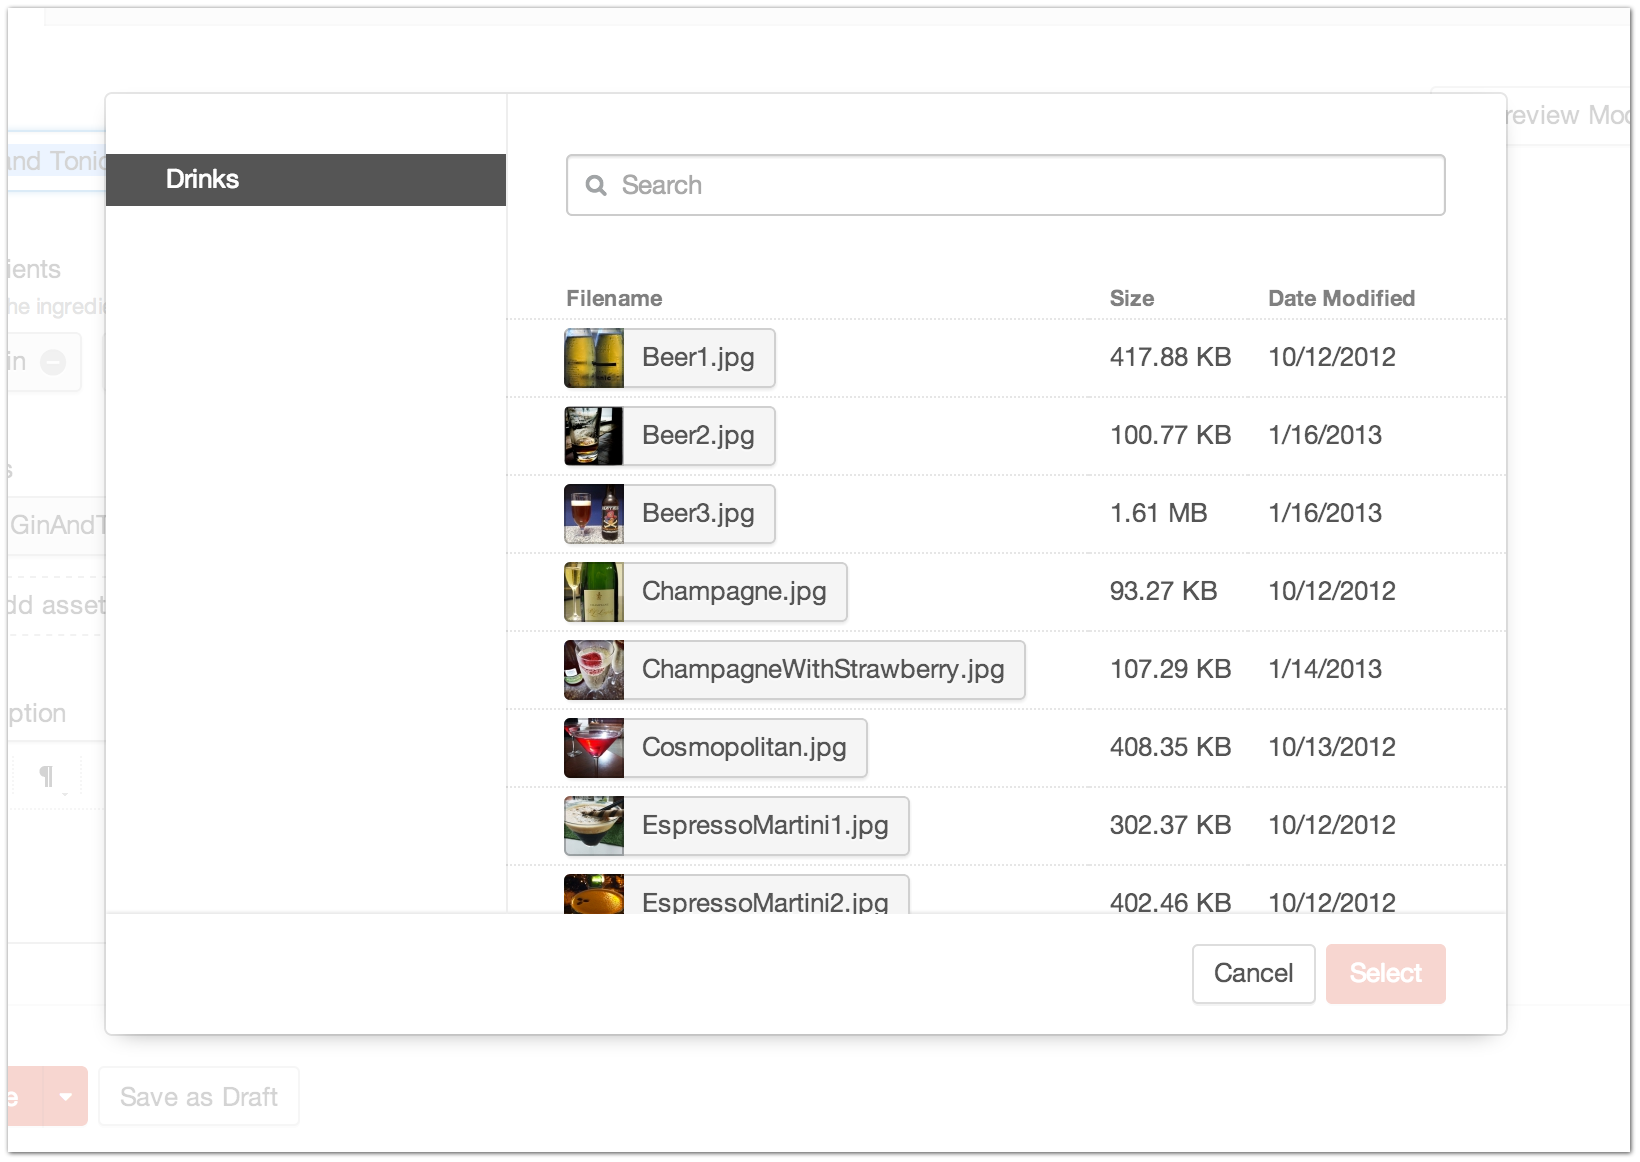 review Mod
and Tonic
Drinks
Search
ients
he ingredie
in
s
GinAndT
dd asset
ption
¶
Filename Size Date Modified
Beer1.jpg 417.88 KB 10/12/2012
Beer2.jpg 100.77 KB 1/16/2013
Beer3.jpg 1.61 MB 1/16/2013
Champagne.jpg 93.27 KB 10/12/2012
ChampagneWithStrawberry.jpg 107.29 KB 1/14/2013
Cosmopolitan.jpg 408.35 KB 10/13/2012
EspressoMartini1.jpg 302.37 KB 10/12/2012
EspressoMartini2.jpg 402.46 KB 10/12/2012
Cancel Select
e Save as Draft